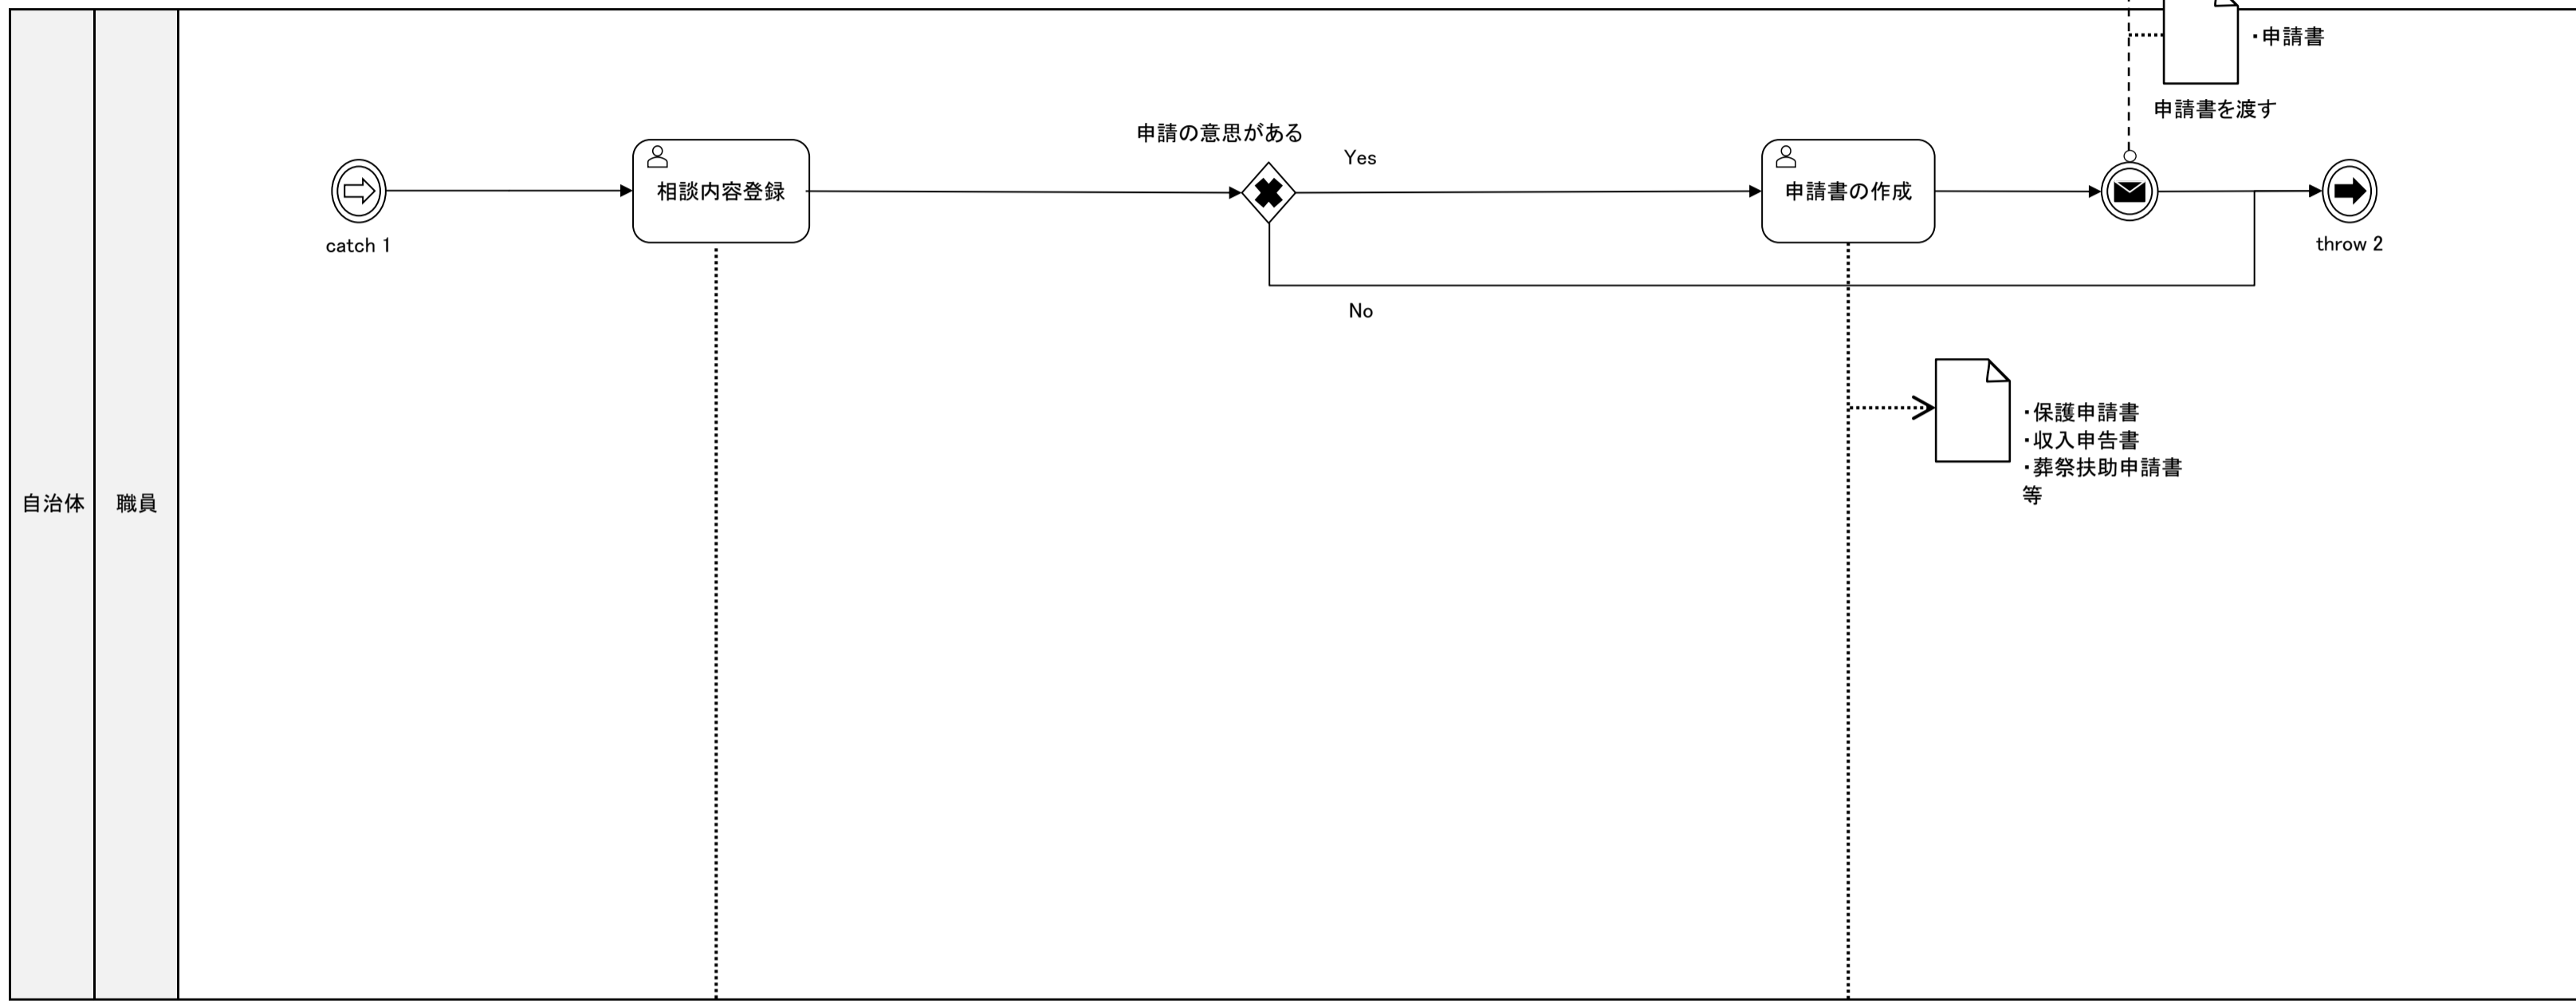 ・申請書
申請書を渡す
申請の意思がある
Yes
相談内容登録
申請書の作成
catch 1
throw 2
No
・保護申請書
・収入申告書
・葬祭扶助申請書
等
自治体
職員